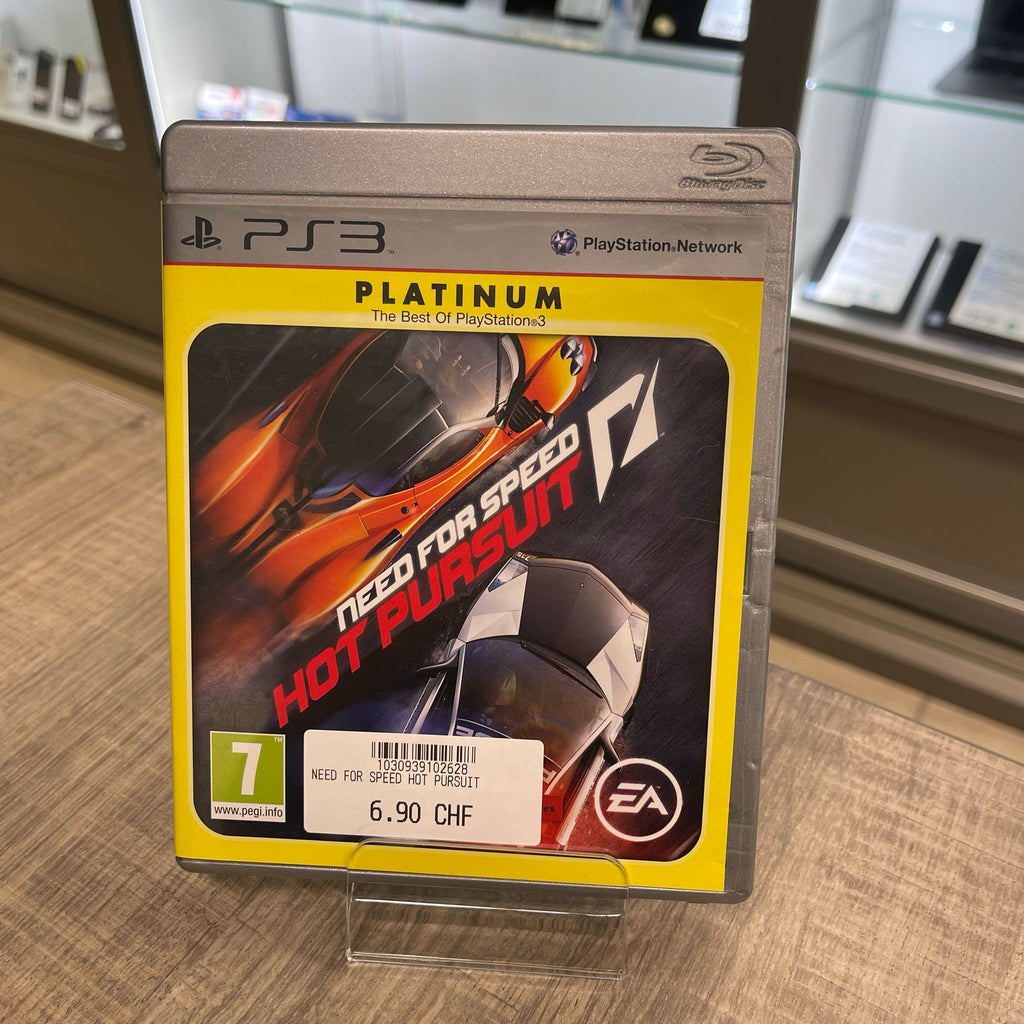 Blu-ray Disc
PS3
PlayStation®Network
PLATINUM
The Best Of PlayStation®3
NEED FOR SPEED
HOT PURSUIT
7
www.pegi.info
1030939102628
NEED FOR SPEED HOT PURSUIT
6.90 CHF
EA